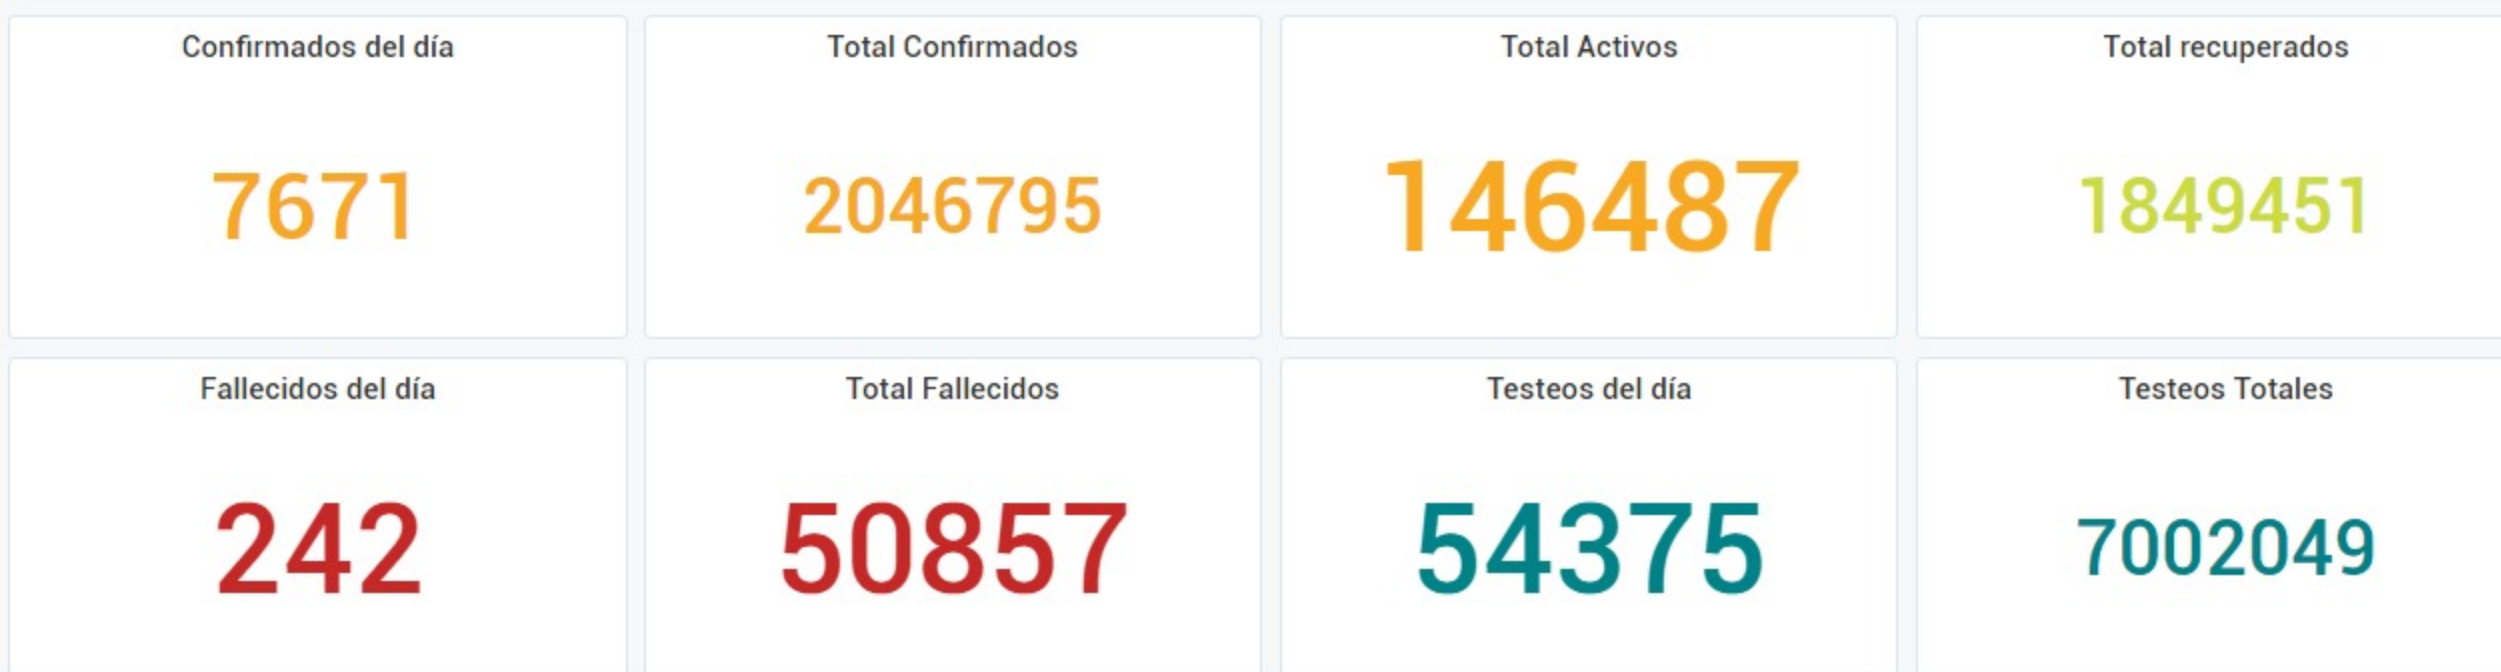 Confirmados del día
7671
Total Confirmados
2046795
Total Activos
146487
Total recuperados
1849451
Fallecidos del día
242
Total Fallecidos
50857
Testeos del día
54375
Testeos Totales
7002049